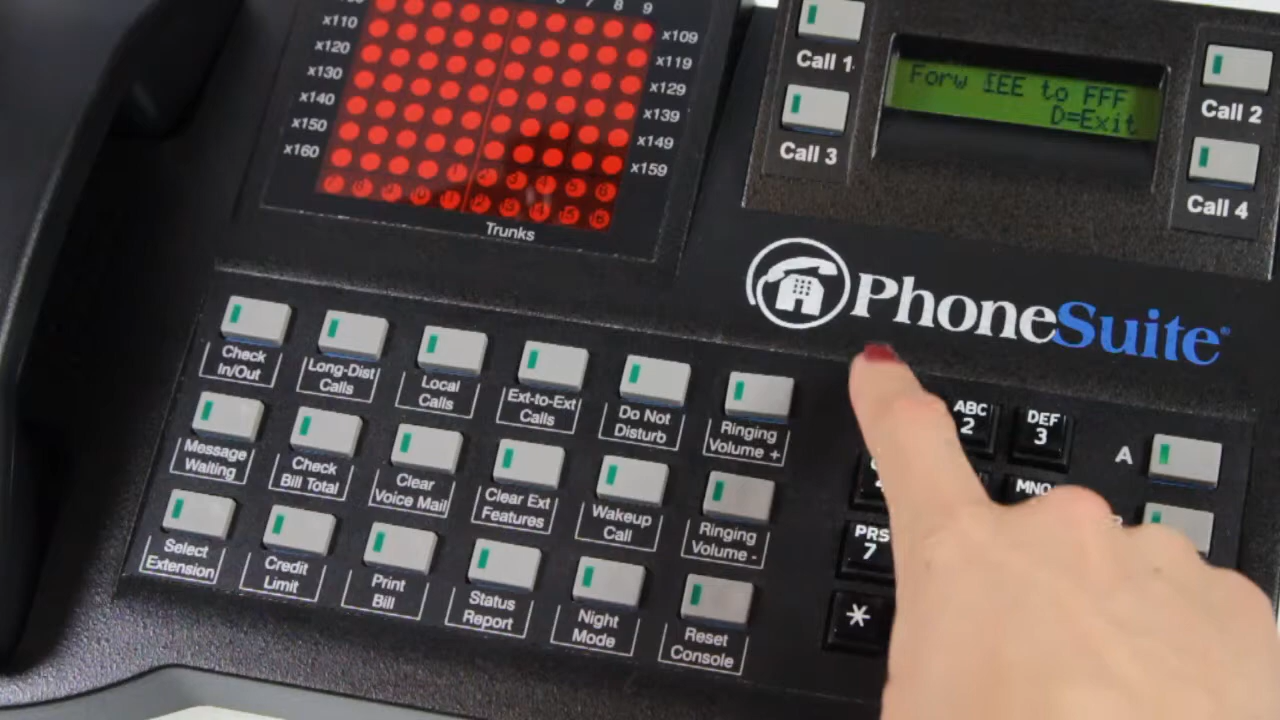 6 7 8 9
x110
x109
x120
x119
x130
x129
x140
x139
x150
x149
x160
x159
Trunks
Call 1
Call 2
Call 3
Call 4
Forw IEE to FFF
D=Exit
PhoneSuite®
Check
In/Out
Long-Dist
Calls
Local
Calls
Ext-to-Ext
Calls
Do Not
Disturb
Ringing
Volume +
Message
Waiting
Check
Bill Total
Clear
Voice Mail
Clear Ext
Features
Wakeup
Call
Ringing
Volume -
Select
Extension
Credit
Limit
Print
Bill
Status
Report
Night
Mode
Reset
Console
ABC
2
DEF
3
A
MNO
PRS
7
*